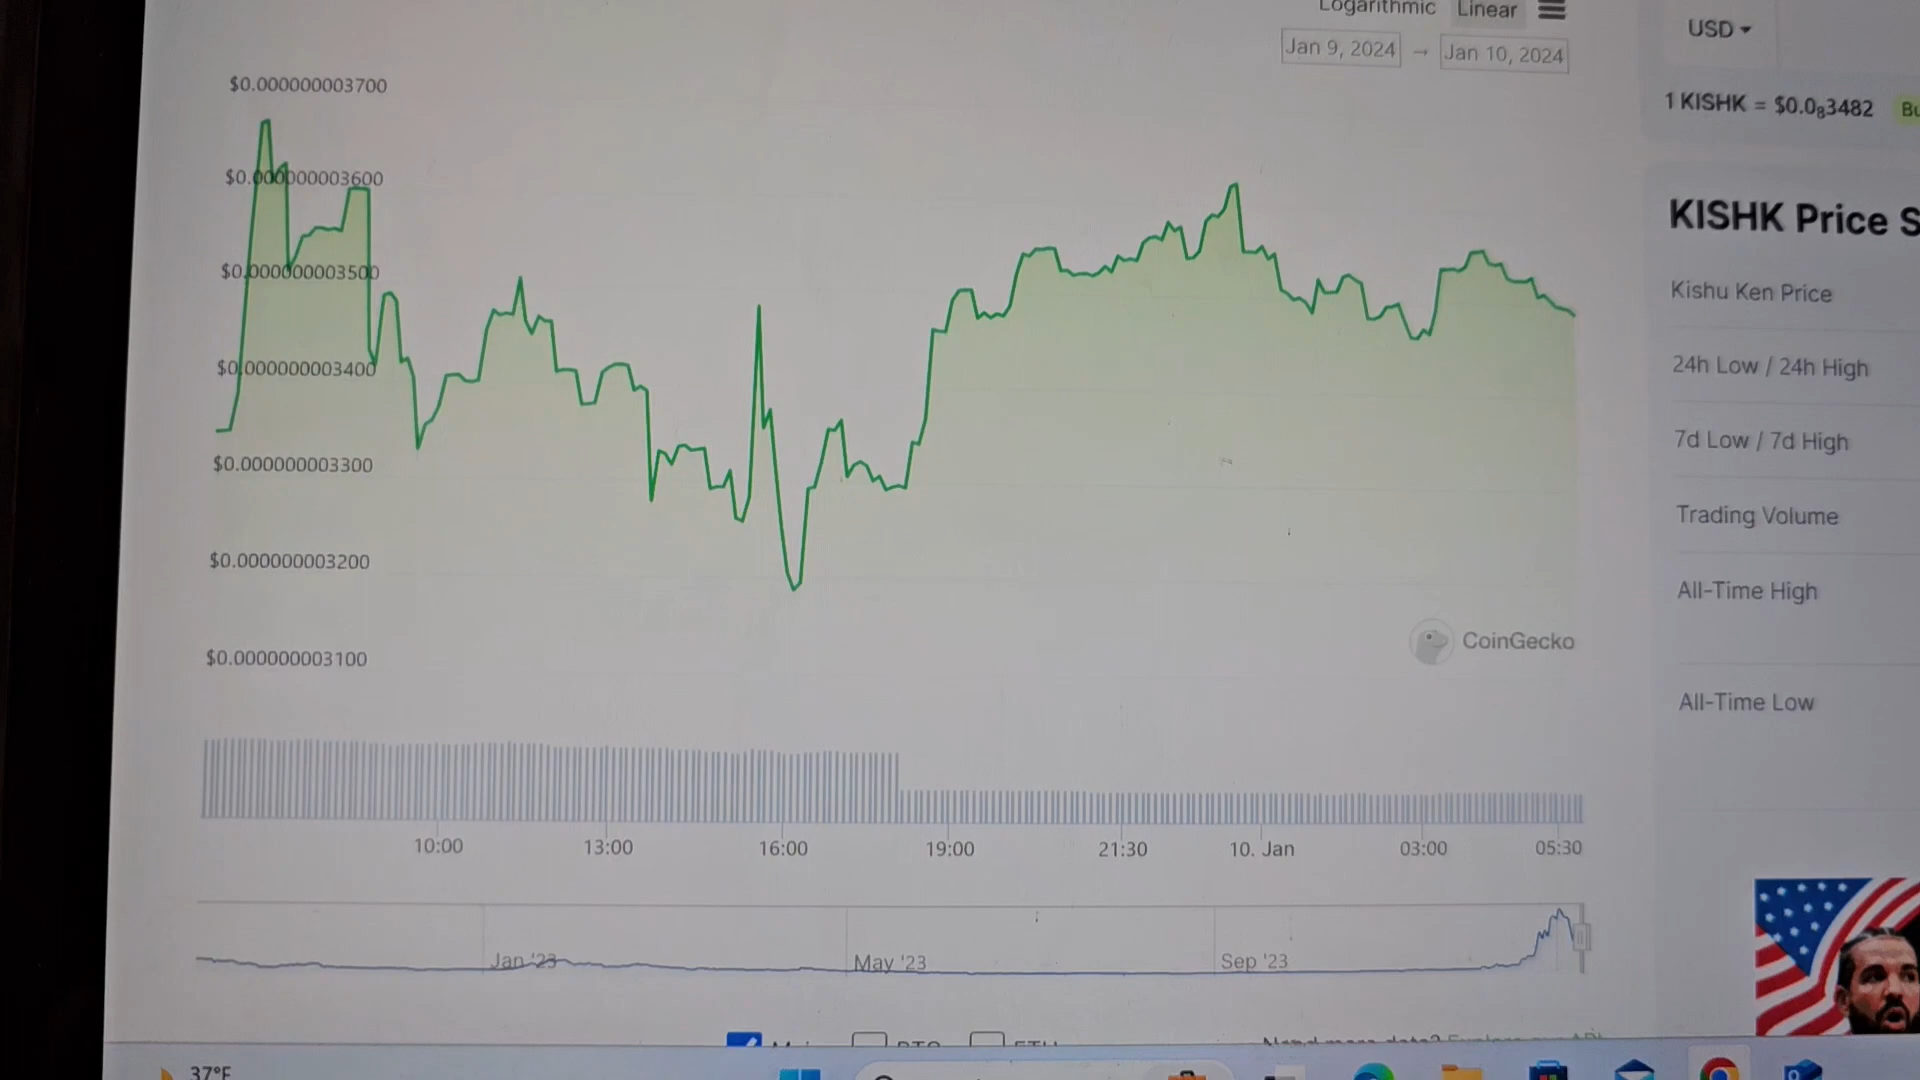 Logarithmic Linear
USD
Jan 9, 2024 → Jan 10, 2024
$0.000000003700
1 KISHK = $0.0₈3482
$0.000000003600
KISHK Price
$0.000000003500
Kishu Ken Price
$0.000000003400
24h Low / 24h High
$0.000000003300
7d Low / 7d High
$0.000000003200
Trading Volume
All-Time High
CoinGecko
$0.000000003100
All-Time Low
10:00 13:00 16:00 19:00 21:30 10. Jan 03:00 05:30
Jan '23 May '23 Sep '23
37°F